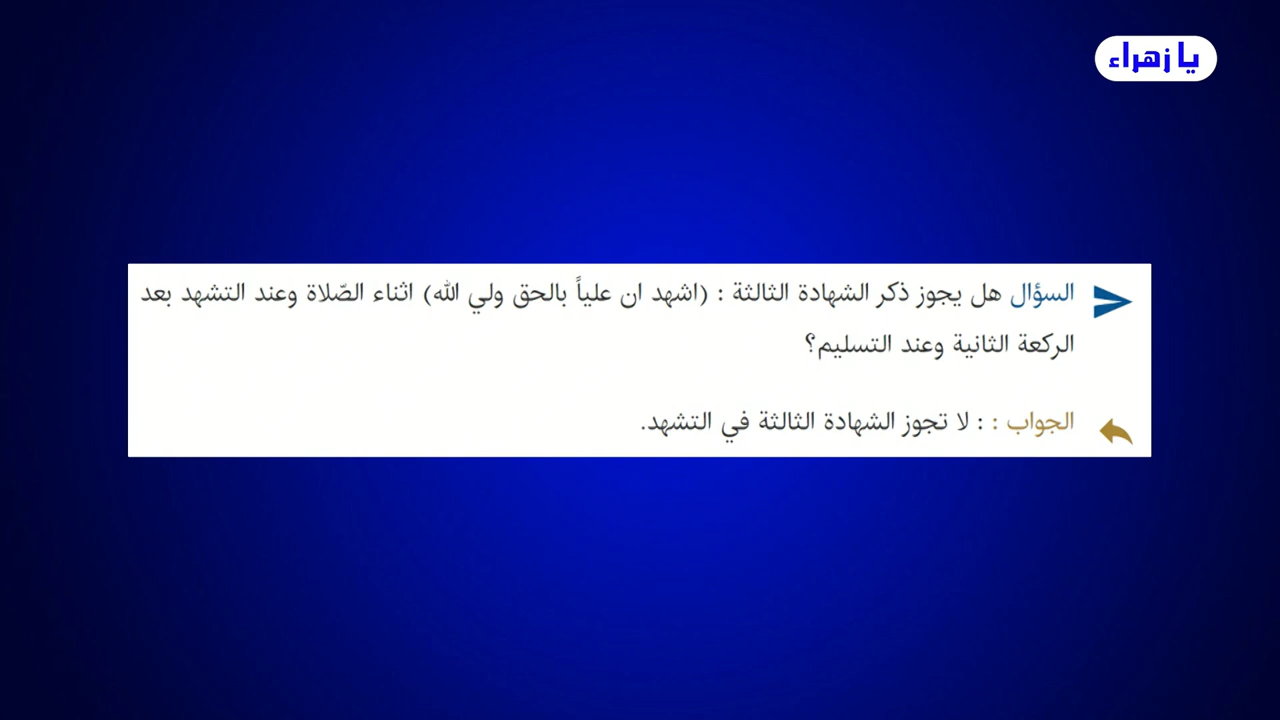 يا زهراء
السؤال هل يجوز ذكر الشهادة الثالثة : (اشهد ان علياً بالحق ولي الله) اثناء الصّلاة وعند التشهد بعد
الركعة الثانية وعند التسليم؟
الجواب : : لا تجوز الشهادة الثالثة في التشهد.